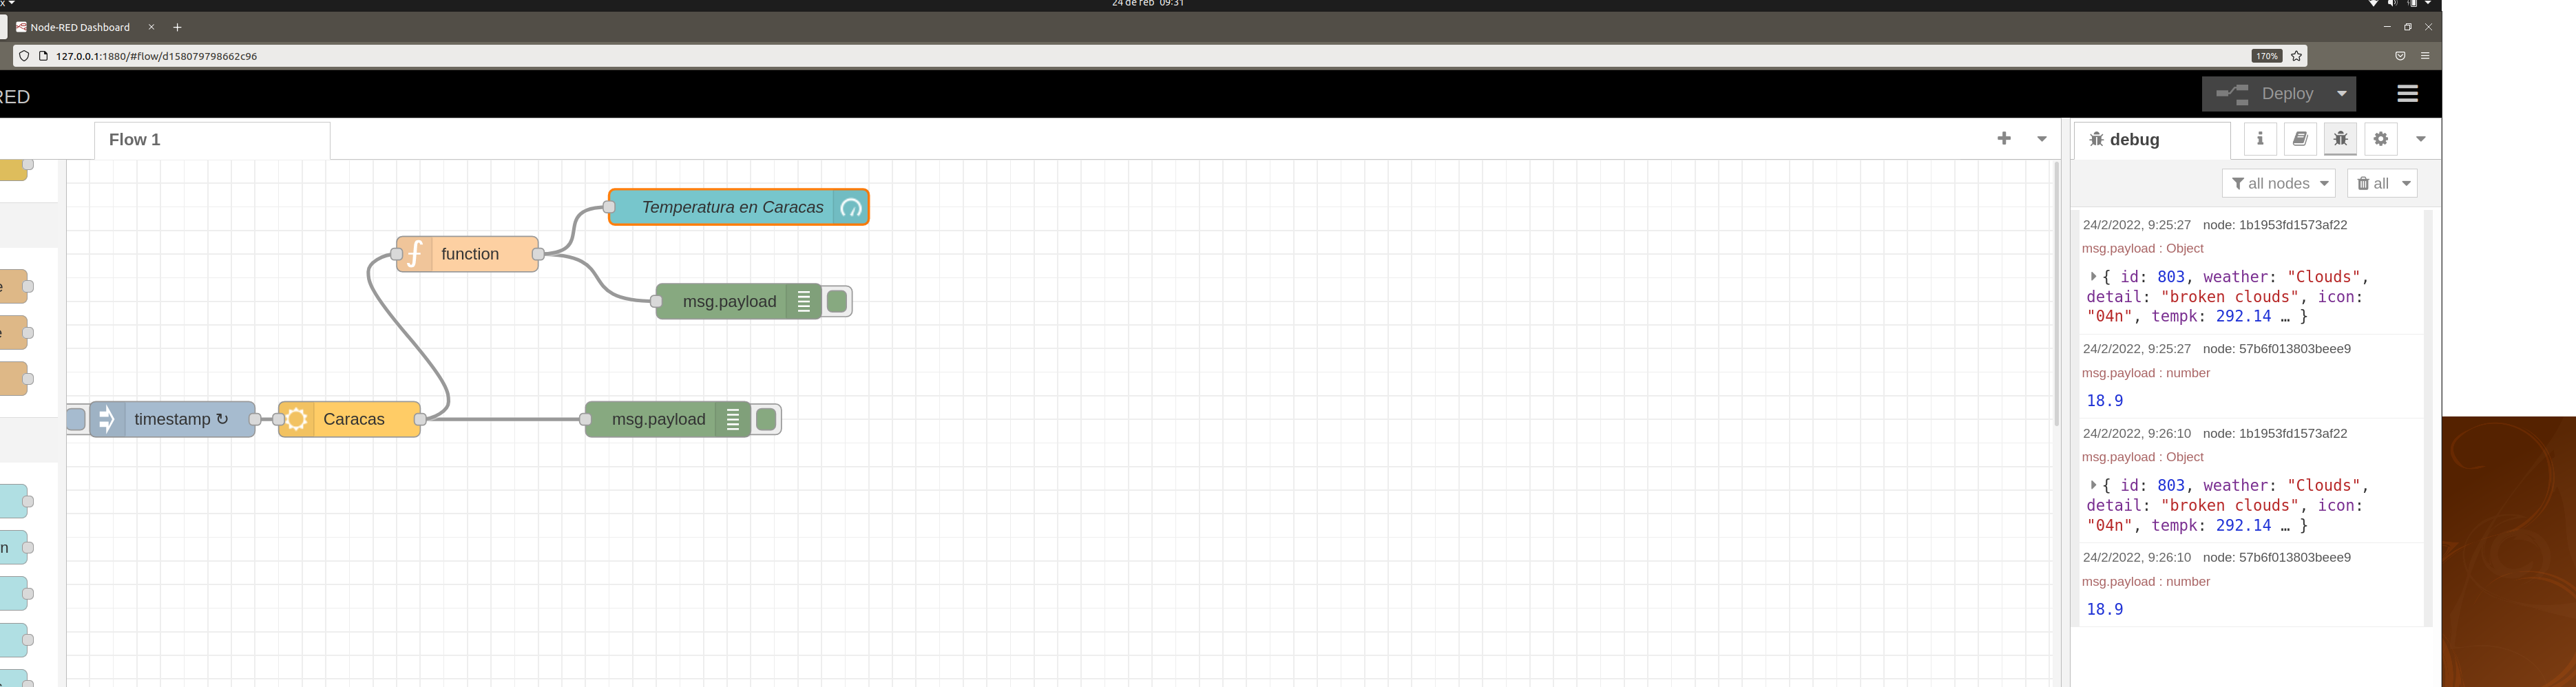 24 de feb 09:31
Node-RED Dashboard
127.0.0.1:1880/#flow/d158079798662c96
170%
RED
Deploy
Flow 1
debug
all nodes
all
Temperatura en Caracas
function
msg.payload
timestamp ↻
Caracas
msg.payload
24/2/2022, 9:25:27 node: 1b1953fd1573af22
msg.payload : Object
{ id: 803, weather: "Clouds",
detail: "broken clouds", icon:
"04n", tempk: 292.14 … }
24/2/2022, 9:25:27 node: 57b6f013803beee9
msg.payload : number
18.9
24/2/2022, 9:26:10 node: 1b1953fd1573af22
msg.payload : Object
{ id: 803, weather: "Clouds",
detail: "broken clouds", icon:
"04n", tempk: 292.14 … }
24/2/2022, 9:26:10 node: 57b6f013803beee9
msg.payload : number
18.9